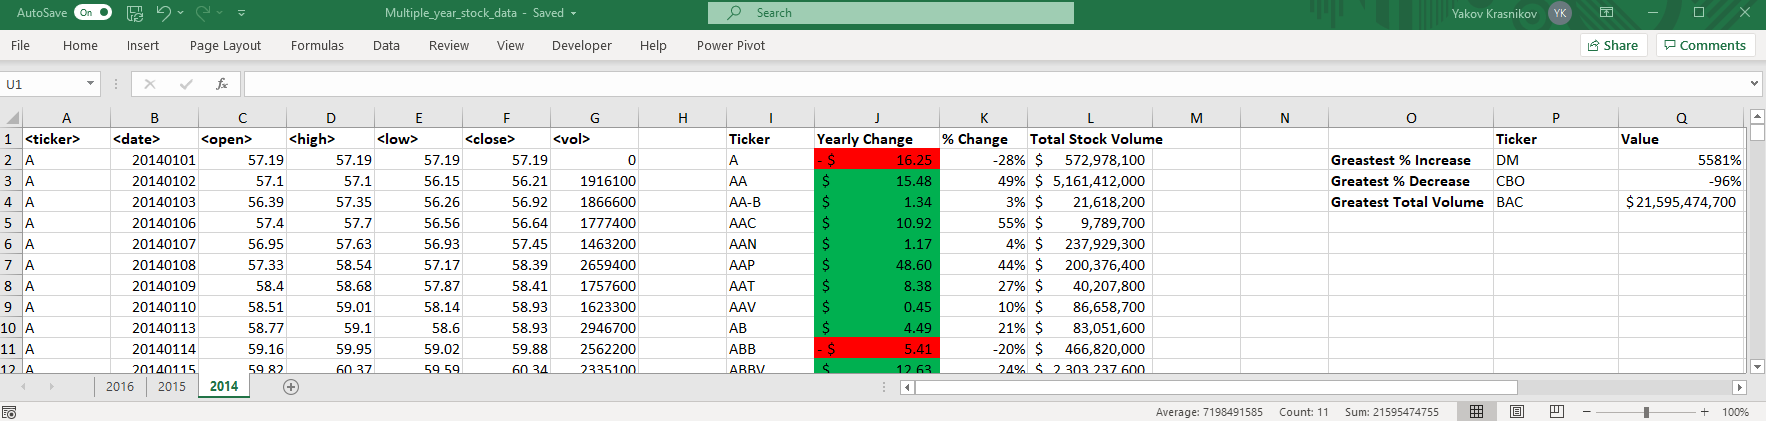 AutoSave On Multiple_year_stock_data - Saved Search Yakov Krasnikov YK
File Home Insert Page Layout Formulas Data Review View Developer Help Power Pivot Share Comments
U1 fx
A B C D E F G H I J K L M N O P Q
1 <ticker> <date> <open> <high> <low> <close> <vol> Ticker Yearly Change % Change Total Stock Volume Ticker Value
2 A 20140101 57.19 57.19 57.19 57.19 0 A - $ 16.25 -28% $ 572,978,100 Greastest % Increase DM 5581%
3 A 20140102 57.1 57.1 56.15 56.21 1916100 AA $ 15.48 49% $ 5,161,412,000 Greatest % Decrease CBO -96%
4 A 20140103 56.39 57.35 56.26 56.92 1866600 AA-B $ 1.34 3% $ 21,618,200 Greatest Total Volume BAC $21,595,474,700
5 A 20140106 57.4 57.7 56.56 56.64 1777400 AAC $ 10.92 55% $ 9,789,700
6 A 20140107 56.95 57.63 56.93 57.45 1463200 AAN $ 1.17 4% $ 237,929,300
7 A 20140108 57.33 58.54 57.17 58.39 2659400 AAP $ 48.60 44% $ 200,376,400
8 A 20140109 58.4 58.68 57.87 58.41 1757600 AAT $ 8.38 27% $ 40,207,800
9 A 20140110 58.51 59.01 58.14 58.93 1623300 AAV $ 0.45 10% $ 86,658,700
10 A 20140113 58.77 59.1 58.6 58.93 2946700 AB $ 4.49 21% $ 83,051,600
11 A 20140114 59.16 59.95 59.02 59.88 2562200 ABB - $ 5.41 -20% $ 466,820,000
12 A 20140115 59.82 60.37 59.59 60.34 2335100 ABBV $ 12.63 24% $ 2,303,237,600
2016 2015 2014
Average: 7198491585 Count: 11 Sum: 21595474755 100%